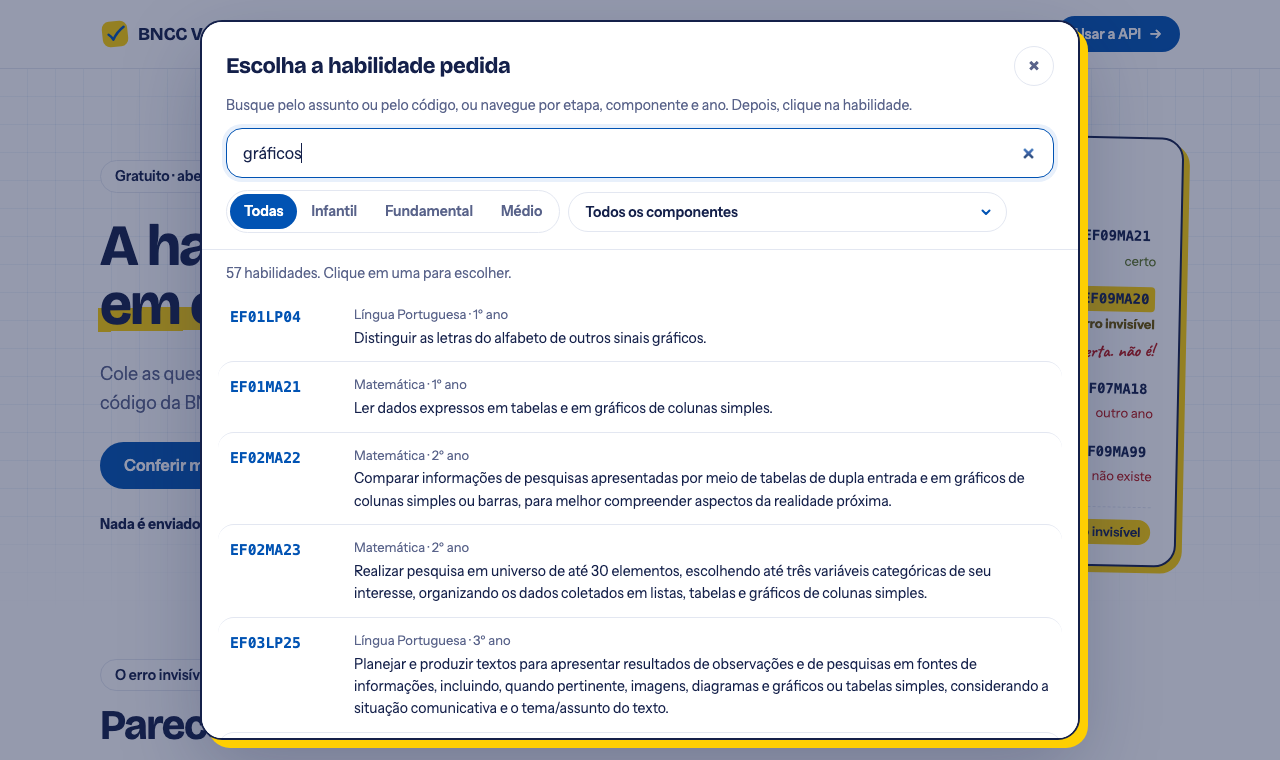 BNCC V
Usar a API →
Escolha a habilidade pedida
Busque pelo assunto ou pelo código, ou navegue por etapa, componente e ano. Depois, clique na habilidade.
gráficos
Todas Infantil Fundamental Médio Todos os componentes
57 habilidades. Clique em uma para escolher.
EF01LP04 Língua Portuguesa · 1º ano
Distinguir as letras do alfabeto de outros sinais gráficos.
EF01MA21 Matemática · 1º ano
Ler dados expressos em tabelas e em gráficos de colunas simples.
EF02MA22 Matemática · 2º ano
Comparar informações de pesquisas apresentadas por meio de tabelas de dupla entrada e em gráficos de
colunas simples ou barras, para melhor compreender aspectos da realidade próxima.
EF02MA23 Matemática · 2º ano
Realizar pesquisa em universo de até 30 elementos, escolhendo até três variáveis categóricas de seu
interesse, organizando os dados coletados em listas, tabelas e gráficos de colunas simples.
EF03LP25 Língua Portuguesa · 3º ano
Planejar e produzir textos para apresentar resultados de observações e de pesquisas em fontes de
informações, incluindo, quando pertinente, imagens, diagramas e gráficos ou tabelas simples, considerando a
situação comunicativa e o tema/assunto do texto.
Gratuito · abe
A ha
em
Cole as ques
código da BN
Conferir m
Nada é enviado
O erro invisív
Parec
EF09MA21
certo
EF09MA20
erro invisível
erta. não é!
EF07MA18
outro ano
EF09MA99
não existe
invisível